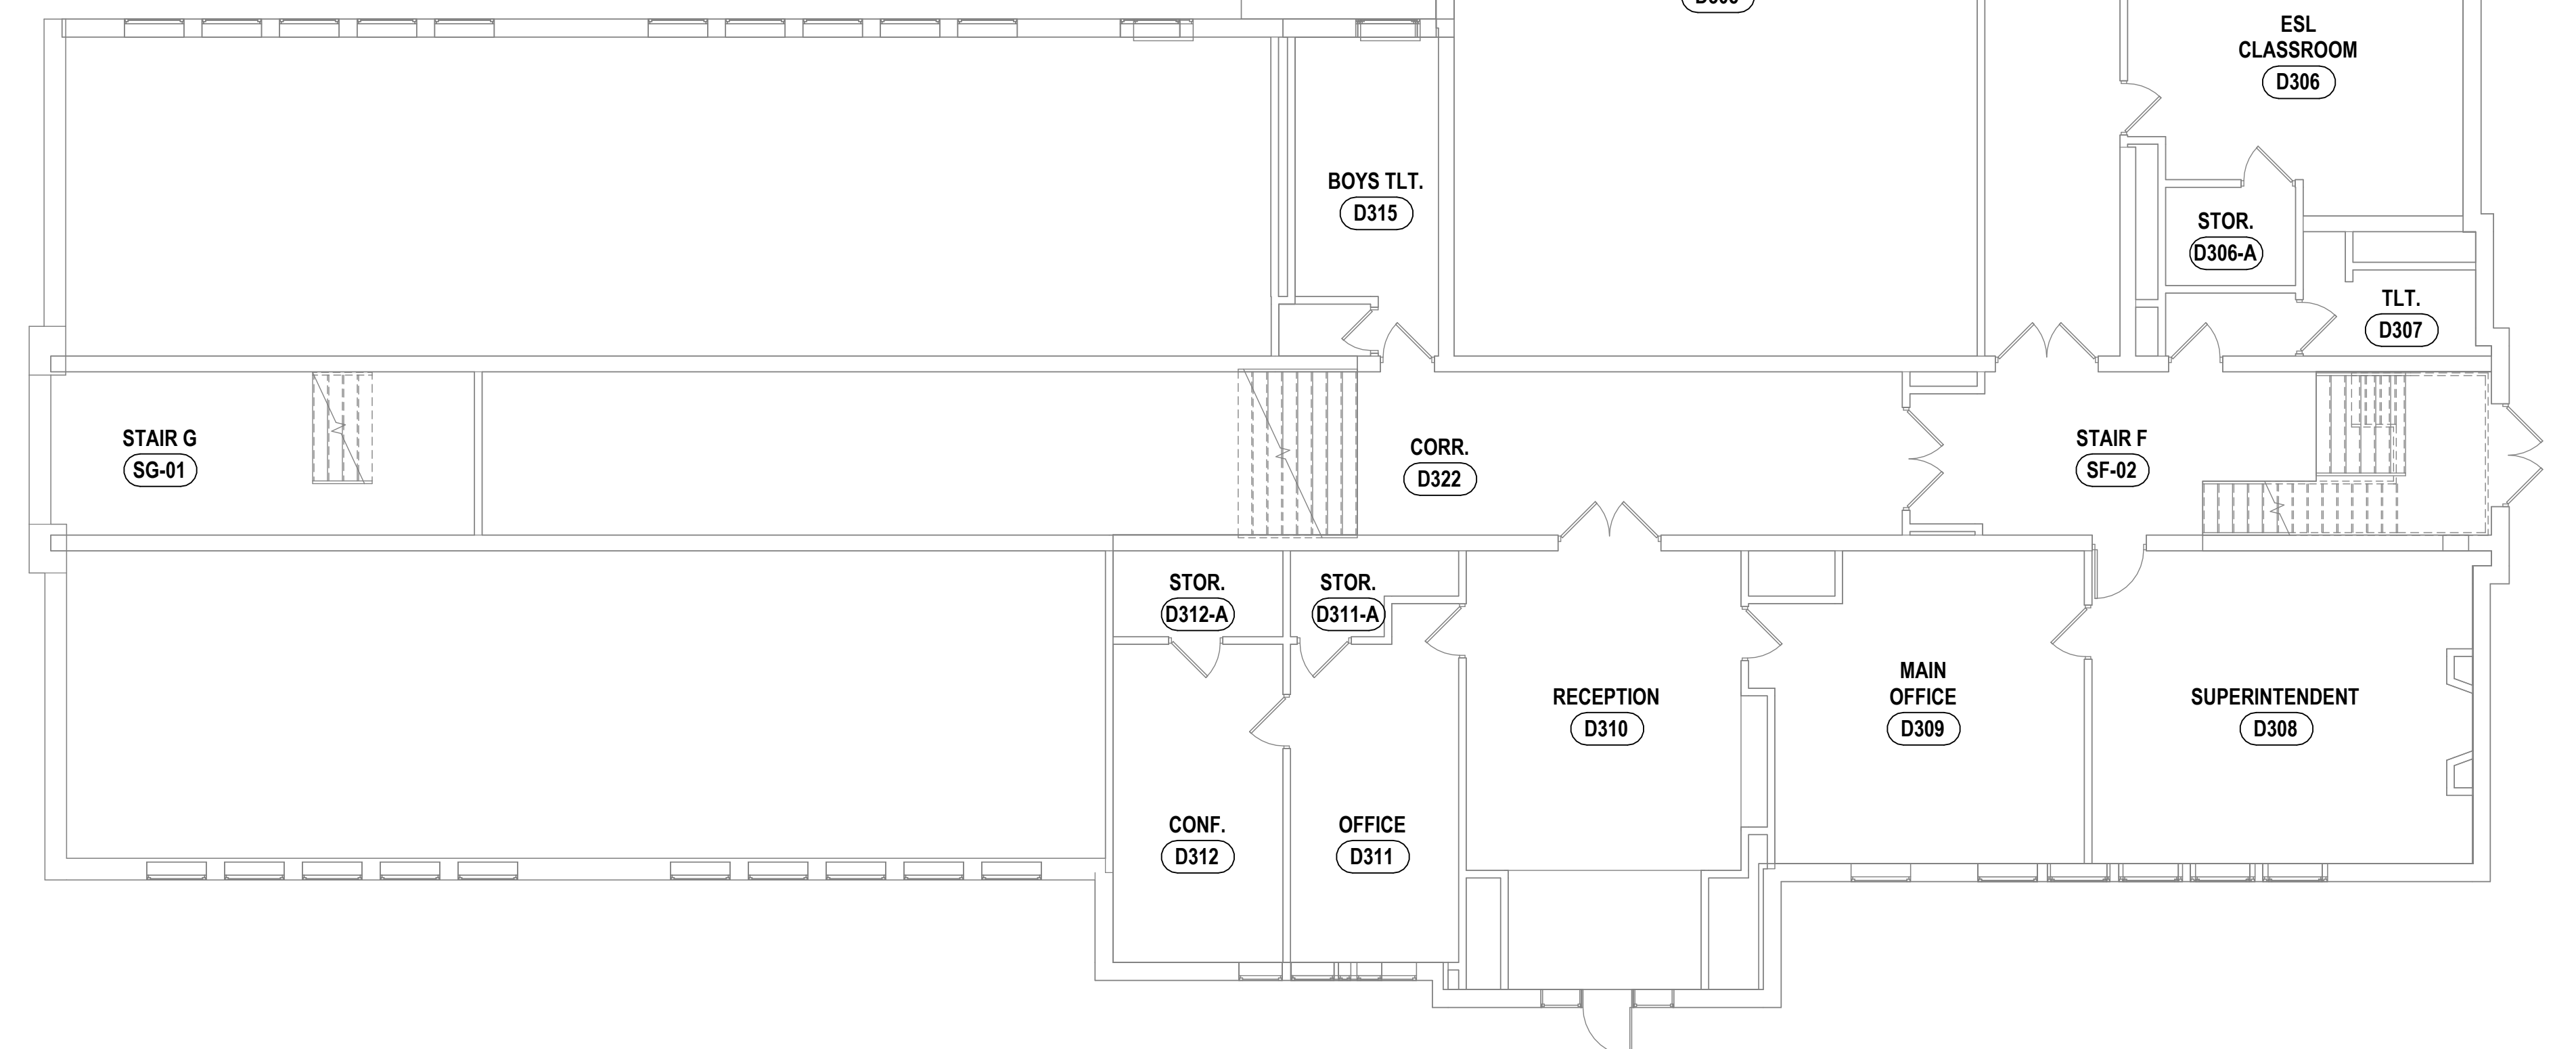 ESL
CLASSROOM
D306
BOYS TLT.
D315
STOR.
D306-A
TLT.
D307
STAIR G
SG-01
CORR.
D322
STAIR F
SF-02
STOR.
D312-A
STOR.
D311-A
RECEPTION
D310
MAIN
OFFICE
D309
SUPERINTENDENT
D308
CONF.
D312
OFFICE
D311